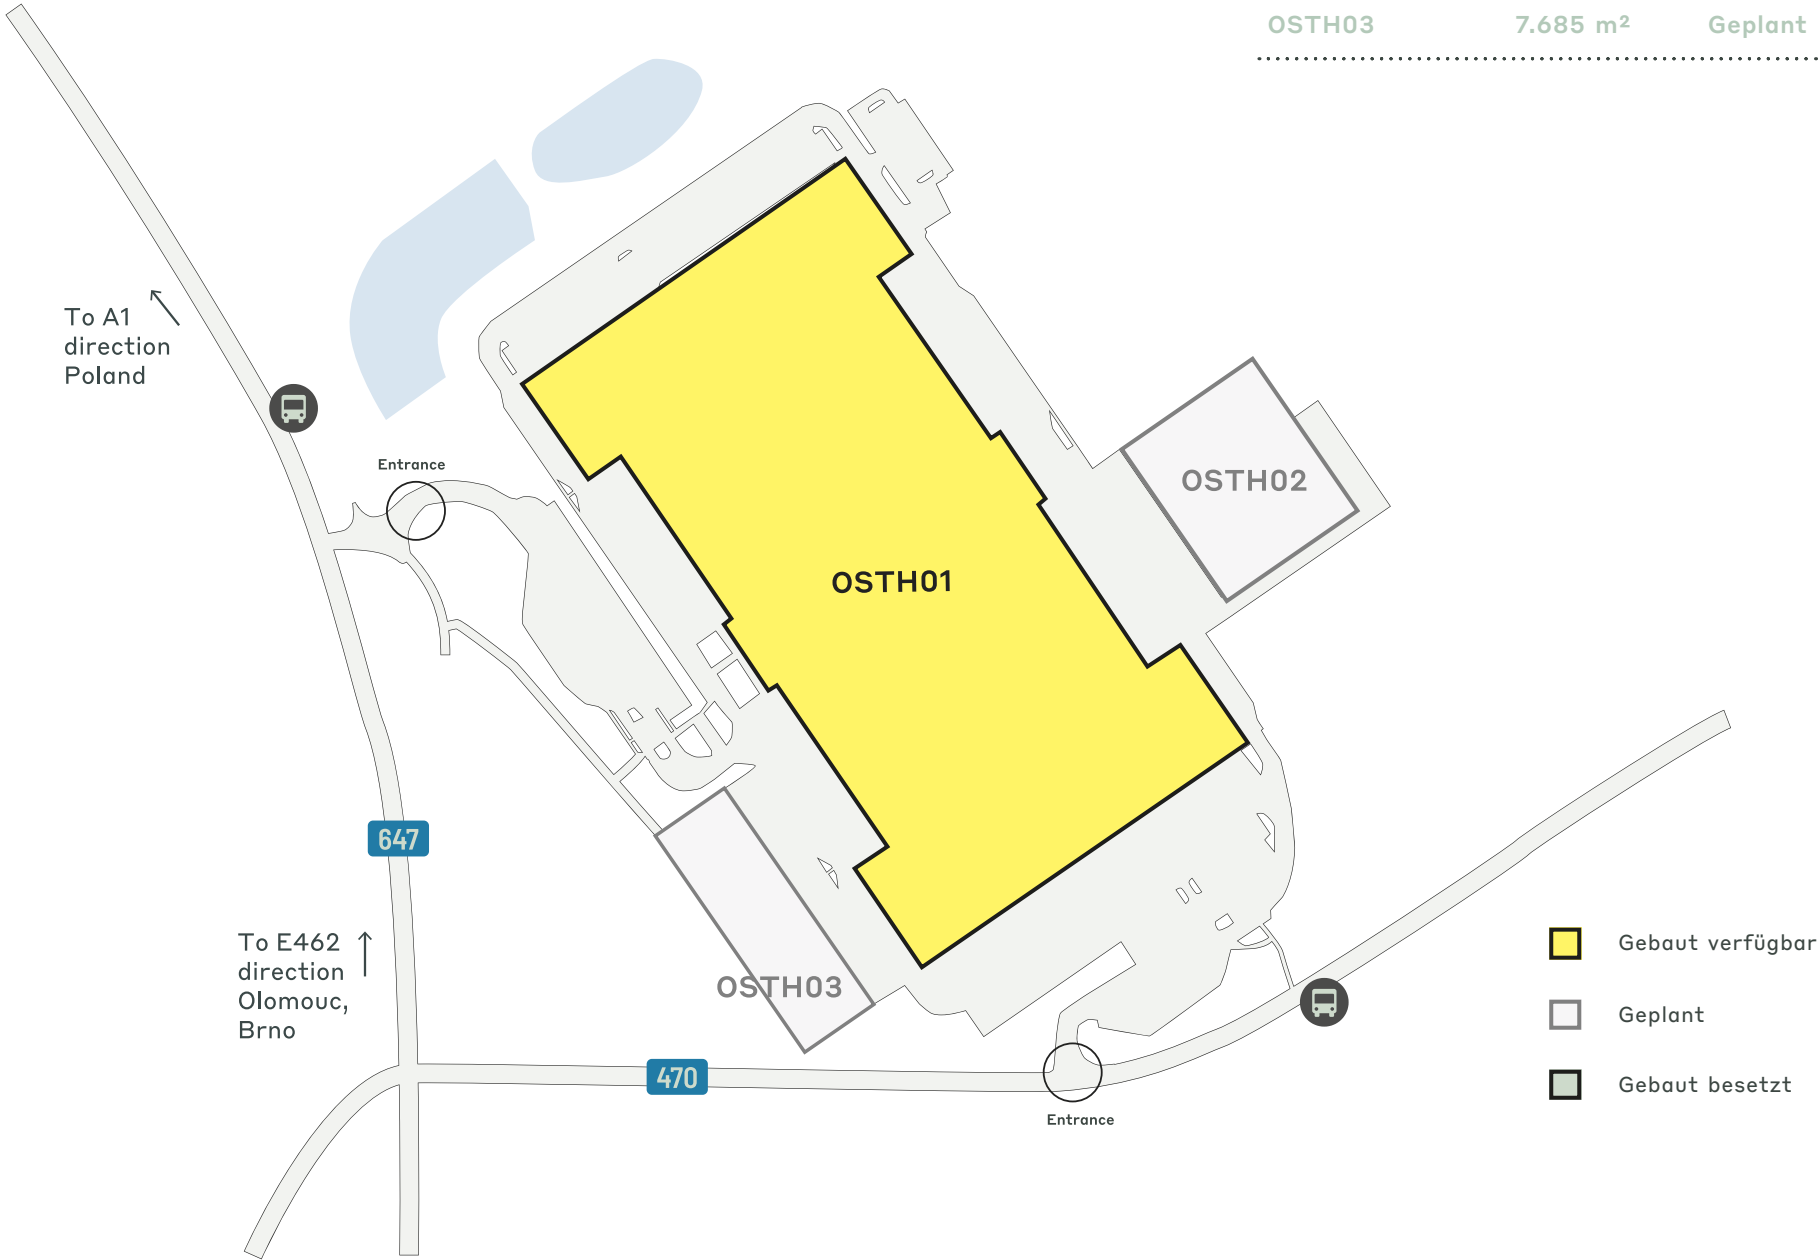 OSTH03 7.685 m² Geplant
To A1
direction
Poland
Entrance
OSTH02
OSTH01
647
To E462
direction
Olomouc,
Brno
OSTH03
470
Entrance
Gebaut verfügbar
Geplant
Gebaut besetzt